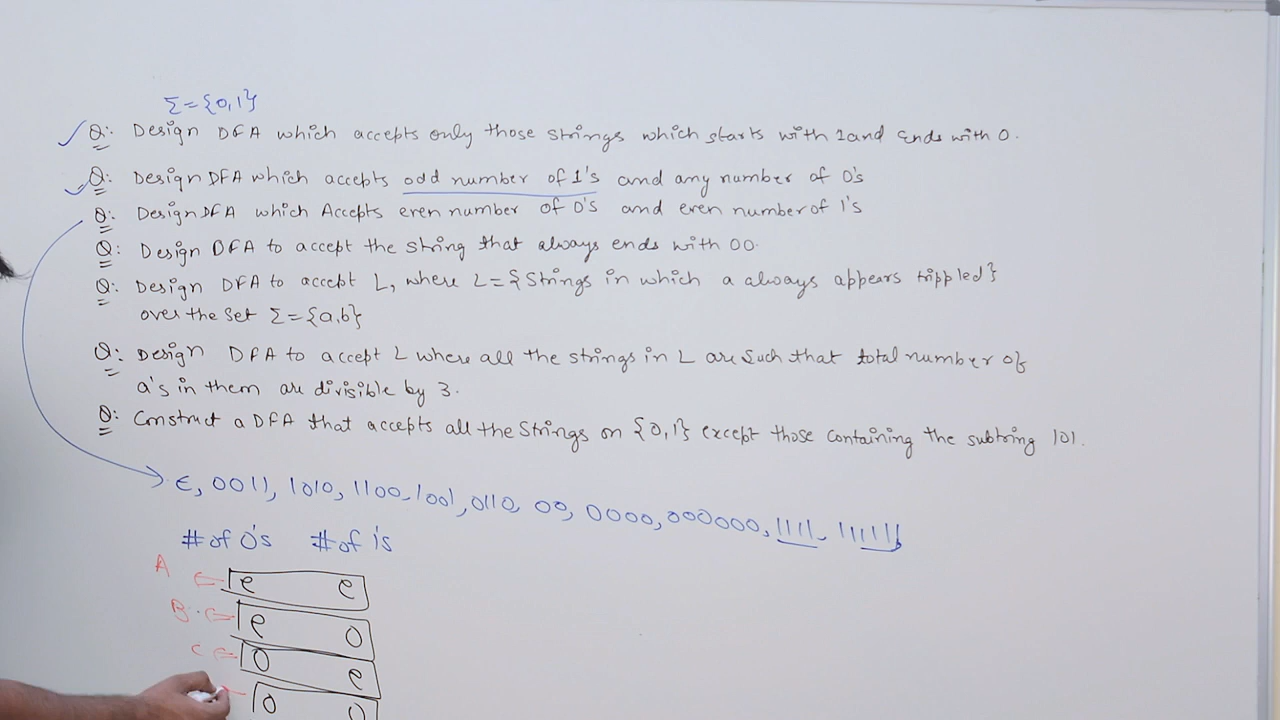 Σ={0,1}
Q: Design DFA which accepts only those strings which starts with 1 and ends with 0.
Q: Design DFA which accepts odd number of 1's and any number of 0's
Q: Design DFA which Accepts even number of 0's and even number of 1's
Q: Design DFA to accept the string that always ends with 00.
Q: Design DFA to accept L, where L={Strings in which a always appears trippled}
over the set Σ={a,b}
Q: Design DFA to accept L where all the strings in L are such that total number of
a's in them are divisible by 3.
Q: Construct a DFA that accepts all the strings on {0,1} except those containing the substring 101.
ϵ, 0011, 1010, 1100, 1001, 0110, 00, 0000, 000000, 1111, 111111
# of 0's # of 1's
A ⇐ e e
B ⇐ e 0
C ⇐ 0 e
0 0